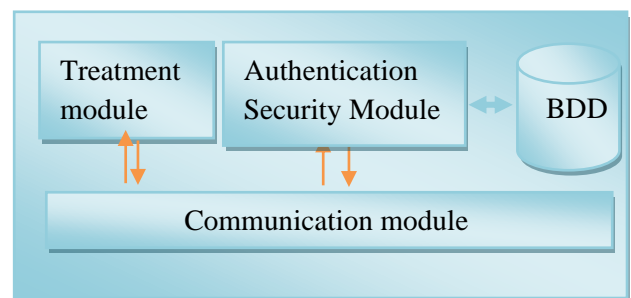 Treatment
module
Authentication
Security Module
BDD
Communication module